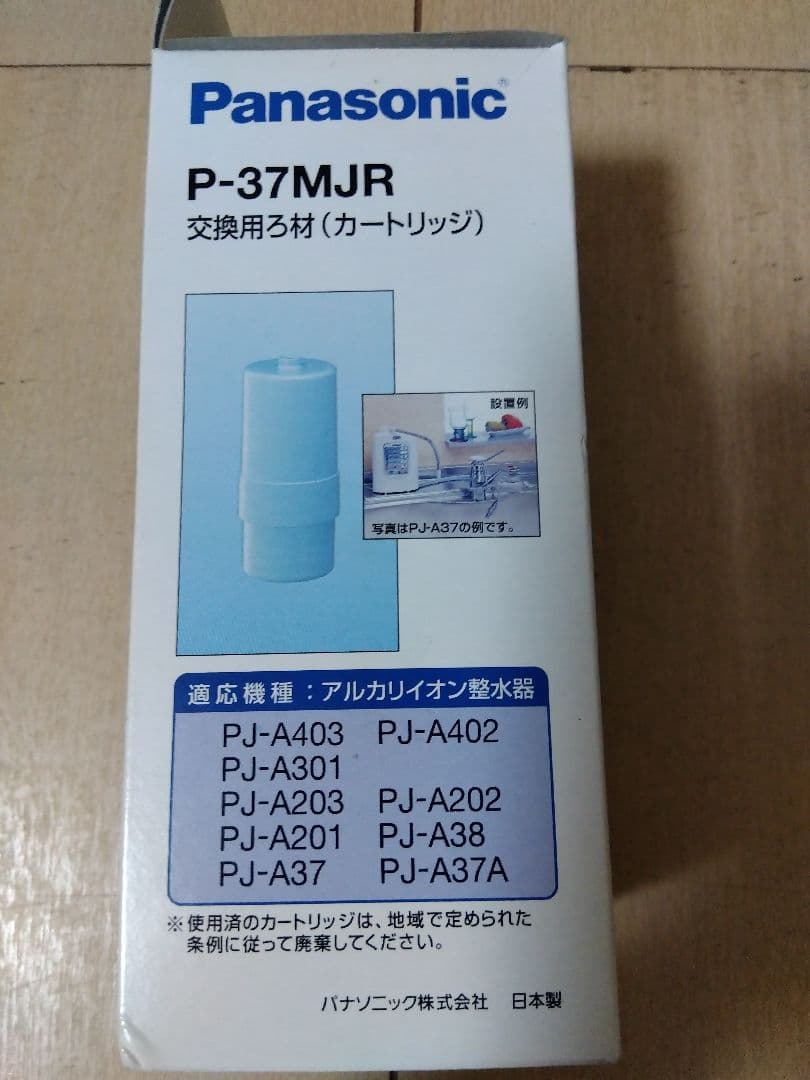 Panasonic®
P-37MJR
交換用ろ材(カートリッジ)
設置例
写真はPJ-A37の例です。
適応機種：アルカリイオン整水器
PJ-A403 PJ-A402
PJ-A301
PJ-A203 PJ-A202
PJ-A201 PJ-A38
PJ-A37 PJ-A37A
※使用済のカートリッジは、地域で定められた
条例に従って廃棄してください。
パナソニック株式会社 日本製